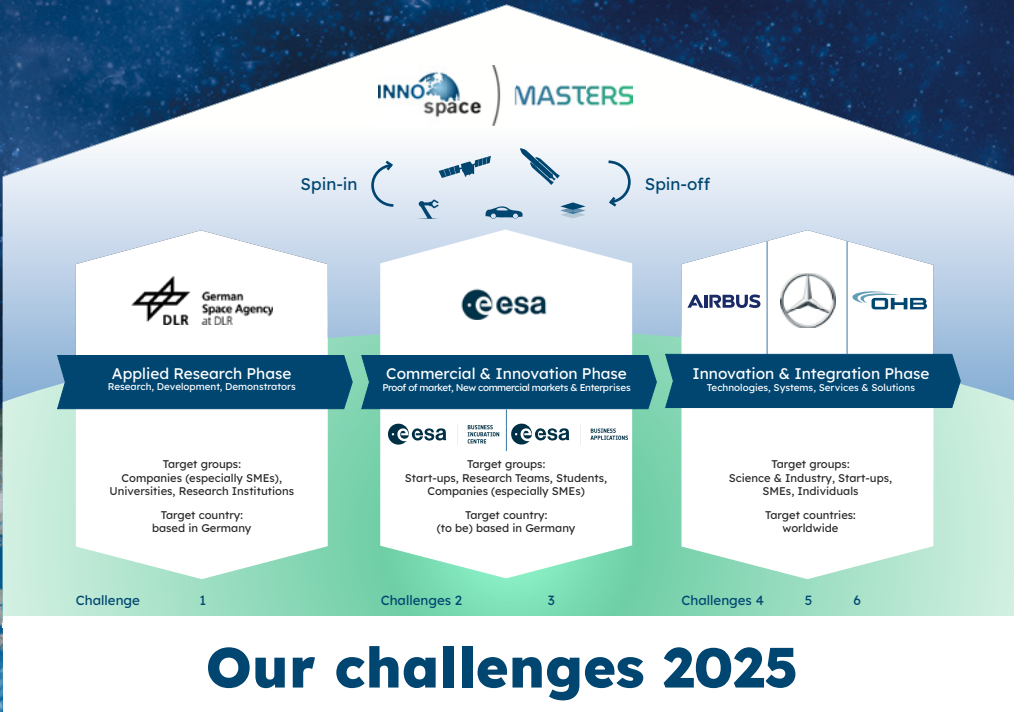 INNO
space
MASTERS
Spin-in
Spin-off
DLR
German
Space Agency
at DLR
esa
AIRBUS
OHB
Applied Research Phase
Research, Development, Demonstrators
Commercial & Innovation Phase
Proof of market, New commercial markets & Enterprises
Innovation & Integration Phase
Technologies, Systems, Services & Solutions
esa
BUSINESS
INCUBATION
CENTRE
esa
BUSINESS
APPLICATIONS
Target groups:
Companies (especially SMEs),
Universities, Research Institutions
Target country:
based in Germany
Target groups:
Start-ups, Research Teams, Students,
Companies (especially SMEs)
Target country:
(to be) based in Germany
Target groups:
Science & Industry, Start-ups,
SMEs, Individuals
Target countries:
worldwide
Challenge 1
Challenges 2 3
Challenges 4 5 6
Our challenges 2025